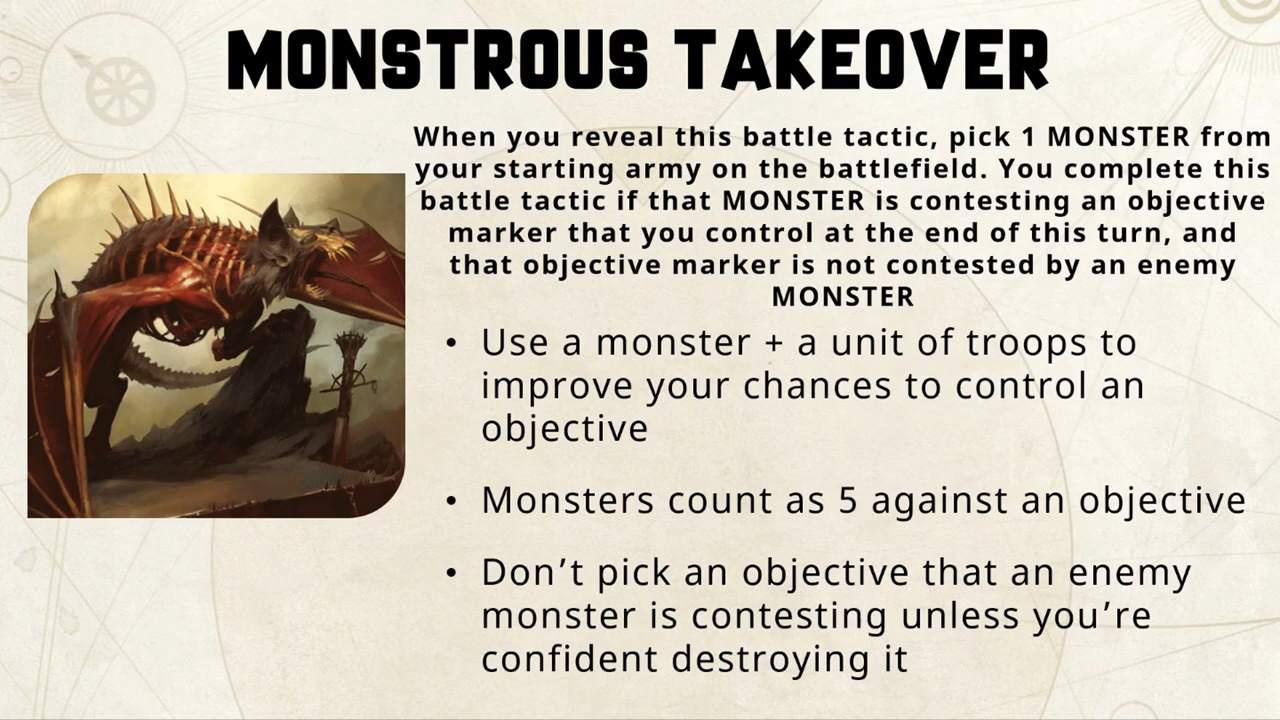 MONSTROUS TAKEOVER
When you reveal this battle tactic, pick 1 MONSTER from
your starting army on the battlefield. You complete this
battle tactic if that MONSTER is contesting an objective
marker that you control at the end of this turn, and
that objective marker is not contested by an enemy
MONSTER
• Use a monster + a unit of troops to
improve your chances to control an
objective
• Monsters count as 5 against an objective
• Don’t pick an objective that an enemy
monster is contesting unless you’re
confident destroying it